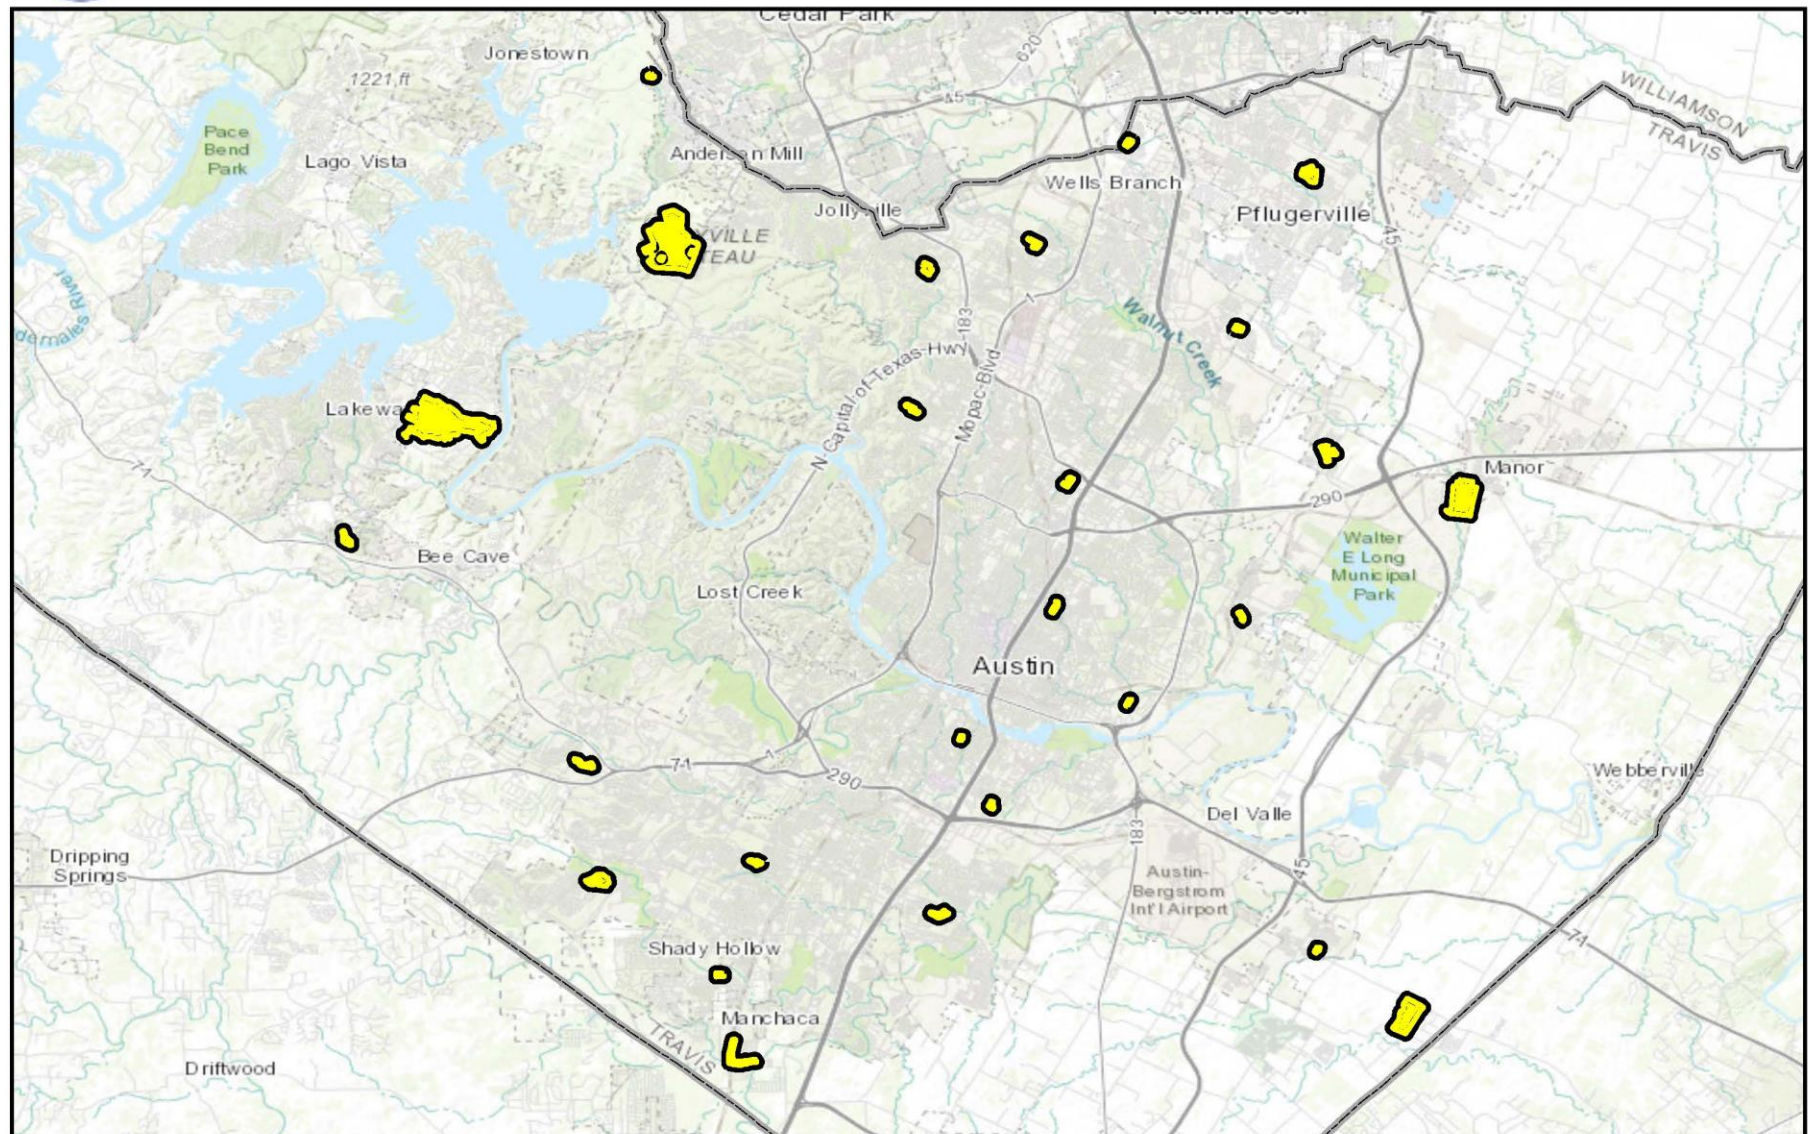 Cedar Park
Round Rock
Jonestown
620
1221 ft
45
WILLIAMSON
TRAVIS
Pace
Bend
Park
Lago Vista
Anderson Mill
Wells Branch
Jollyville
Pflugerville
45
183
1
Walnut Creek
N Capital-of-Texas-Hwy
Mopac-Blvd
71
Manor
290
Walter
E Long
Municipal
Park
Bee Cave
Lost Creek
Austin
71
1
290
Webberville
Del Valle
183
45
Dripping
Springs
Austin-
Bergstrom
Int'l Airport
71
Shady Hollow
Manchaca
TRAVIS
Driftwood